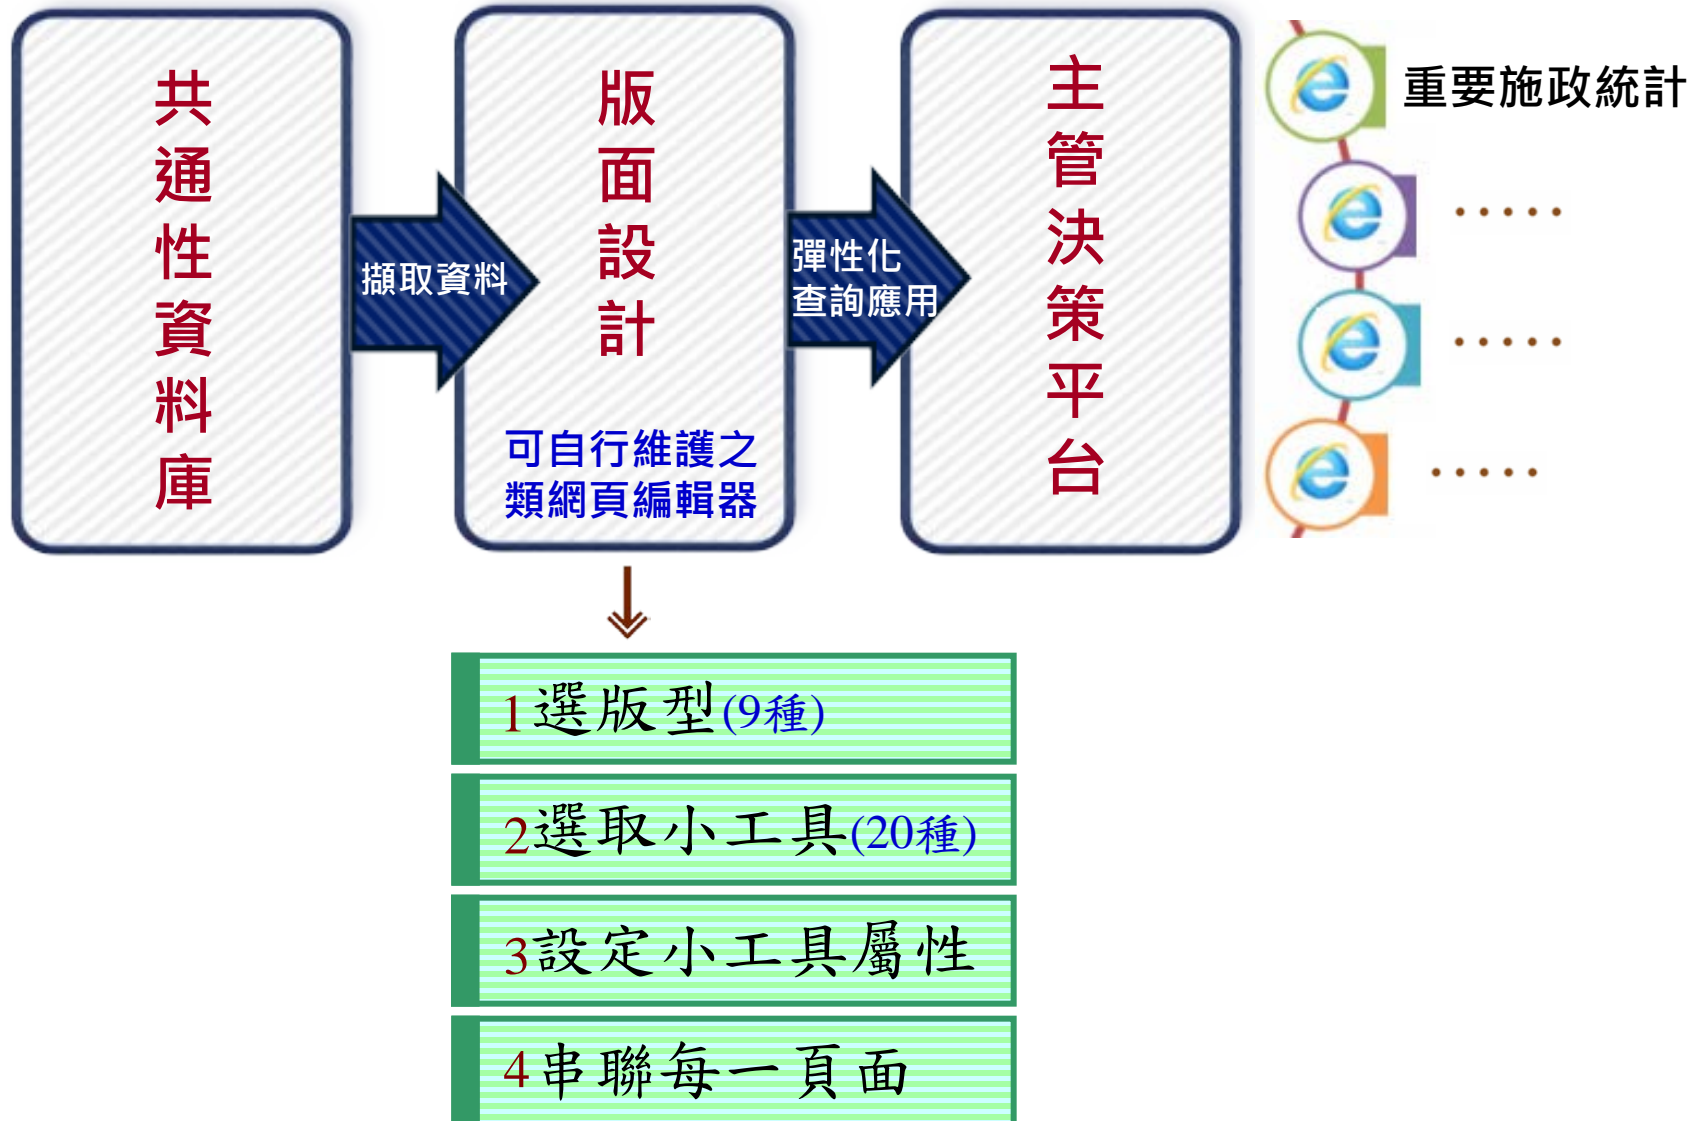 共通性資料庫
擷取資料
版面設計
可自行維護之
類網頁編輯器
彈性化
查詢應用
主管決策平台
重要施政統計
·····
·····
·····
1選版型(9種)
2選取小工具(20種)
3設定小工具屬性
4串聯每一頁面